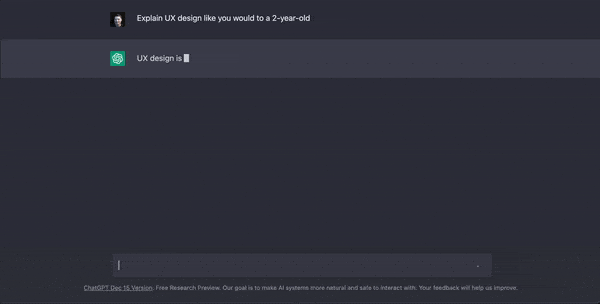 Explain UX design like you would to a 2-year-old
UX design is
ChatGPT Dec 15 Version. Free Research Preview. Our goal is to make AI systems more natural and safe to interact with. Your feedback will help us improve.